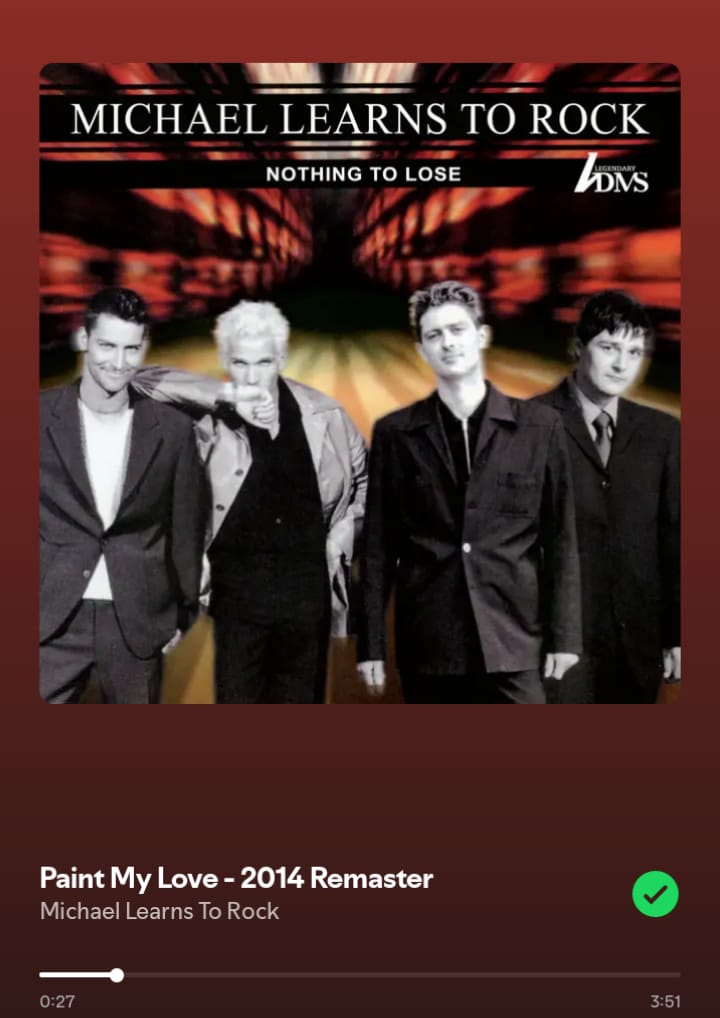 MICHAEL LEARNS TO ROCK
NOTHING TO LOSE
LEGENDARY
DMS
Paint My Love - 2014 Remaster
Michael Learns To Rock
0:27
3:51